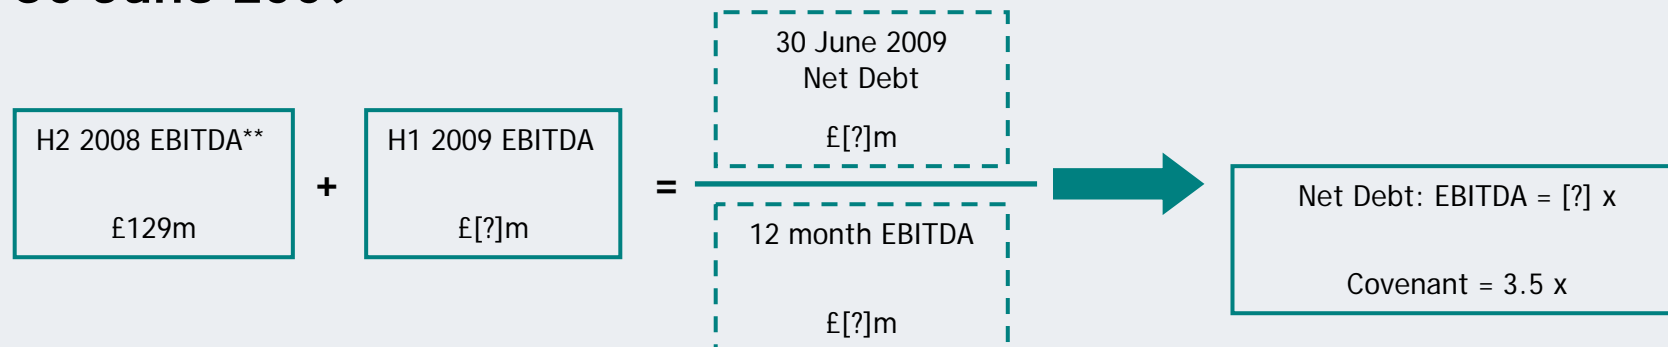 H2 2008 EBITDA**
£129m
+
H1 2009 EBITDA
£[?]m
=
30 June 2009
Net Debt
£[?]m
12 month EBITDA
£[?]m
Net Debt: EBITDA = [?] x
Covenant = 3.5 x